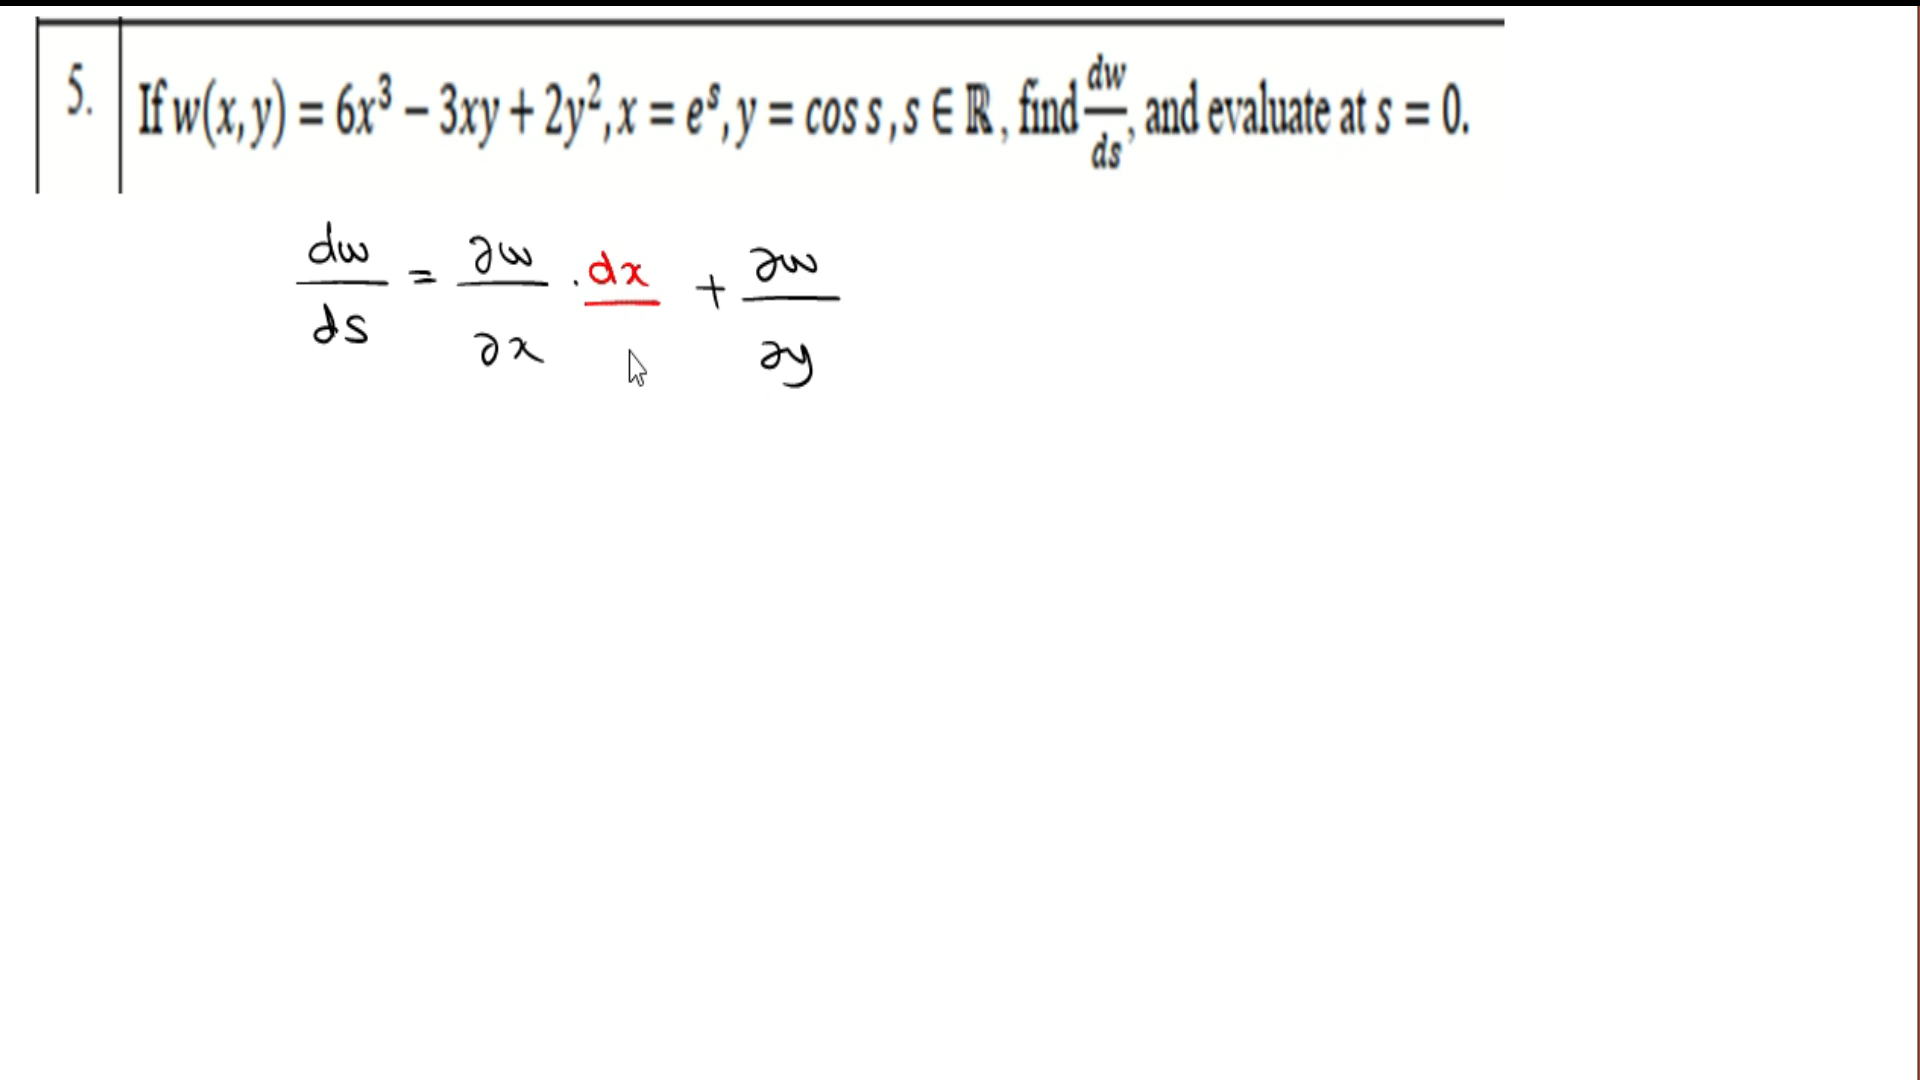 5. If w(x, y) = 6x³ − 3xy + 2y², x = eˢ, y = cos s , s ∈ ℝ , find dw/ds, and evaluate at s = 0.
dw/ds = ∂w/∂x · dx/ + ∂w/∂y